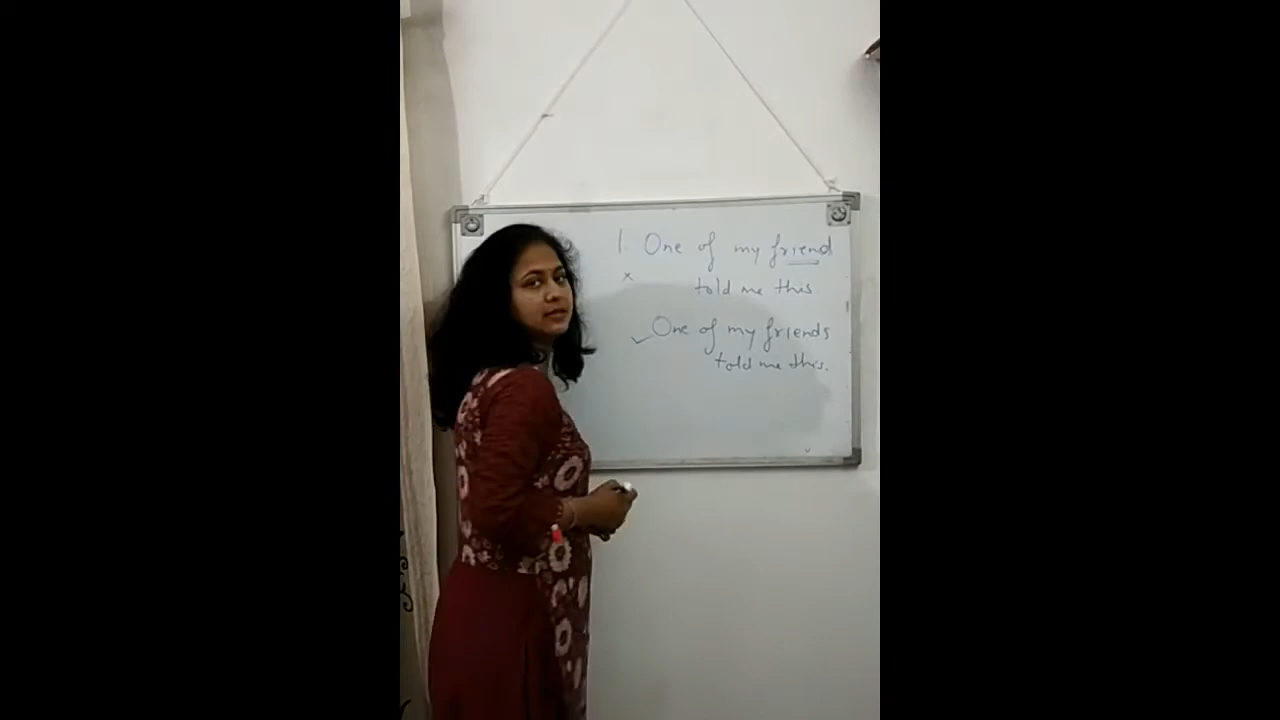 1. One of my friend
× told me this.
✓ One of my friends
told me this.